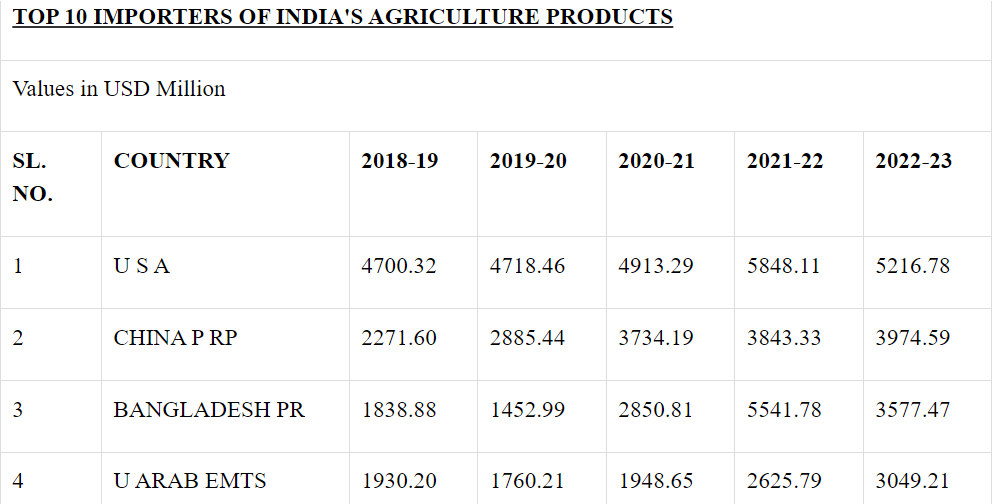 TOP 10 IMPORTERS OF INDIA'S AGRICULTURE PRODUCTS
Values in USD Million
SL. NO. COUNTRY 2018-19 2019-20 2020-21 2021-22 2022-23
1 U S A 4700.32 4718.46 4913.29 5848.11 5216.78
2 CHINA P RP 2271.60 2885.44 3734.19 3843.33 3974.59
3 BANGLADESH PR 1838.88 1452.99 2850.81 5541.78 3577.47
4 U ARAB EMTS 1930.20 1760.21 1948.65 2625.79 3049.21